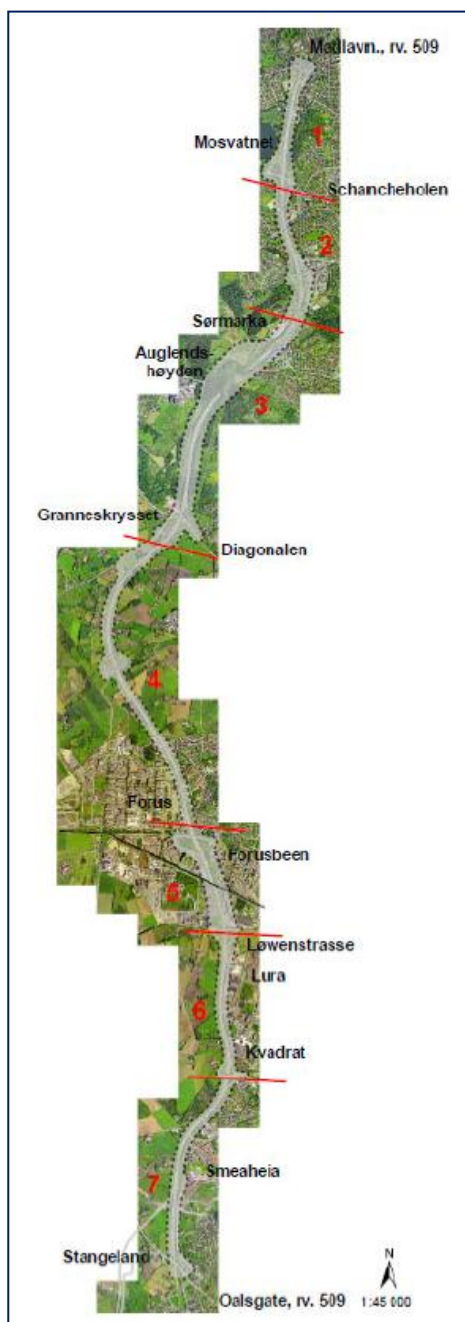 Madlavn., rv. 509
1
Mosvatnet
Schancheholen
2
Sørmarka
Auglends-
høyden
3
Granneskrysset
Diagonalen
4
Forus
Forusbeen
5
Løwenstrasse
Lura
6
Kvadrat
7
Smeaheia
Stangeland
N
Oalsgate, rv. 509
1:45 000